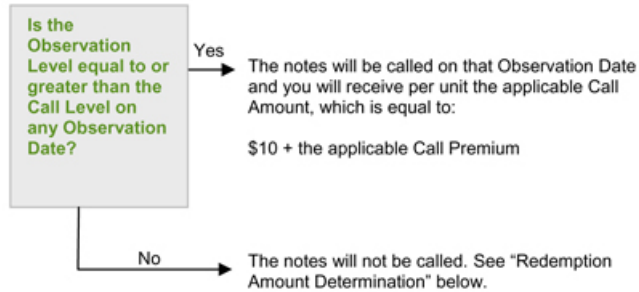 Is the
Observation
Level equal to or
greater than the
Call Level on
any Observation
Date?
Yes
The notes will be called on that Observation Date
and you will receive per unit the applicable Call
Amount, which is equal to:
$10 + the applicable Call Premium
No
The notes will not be called. See “Redemption
Amount Determination” below.